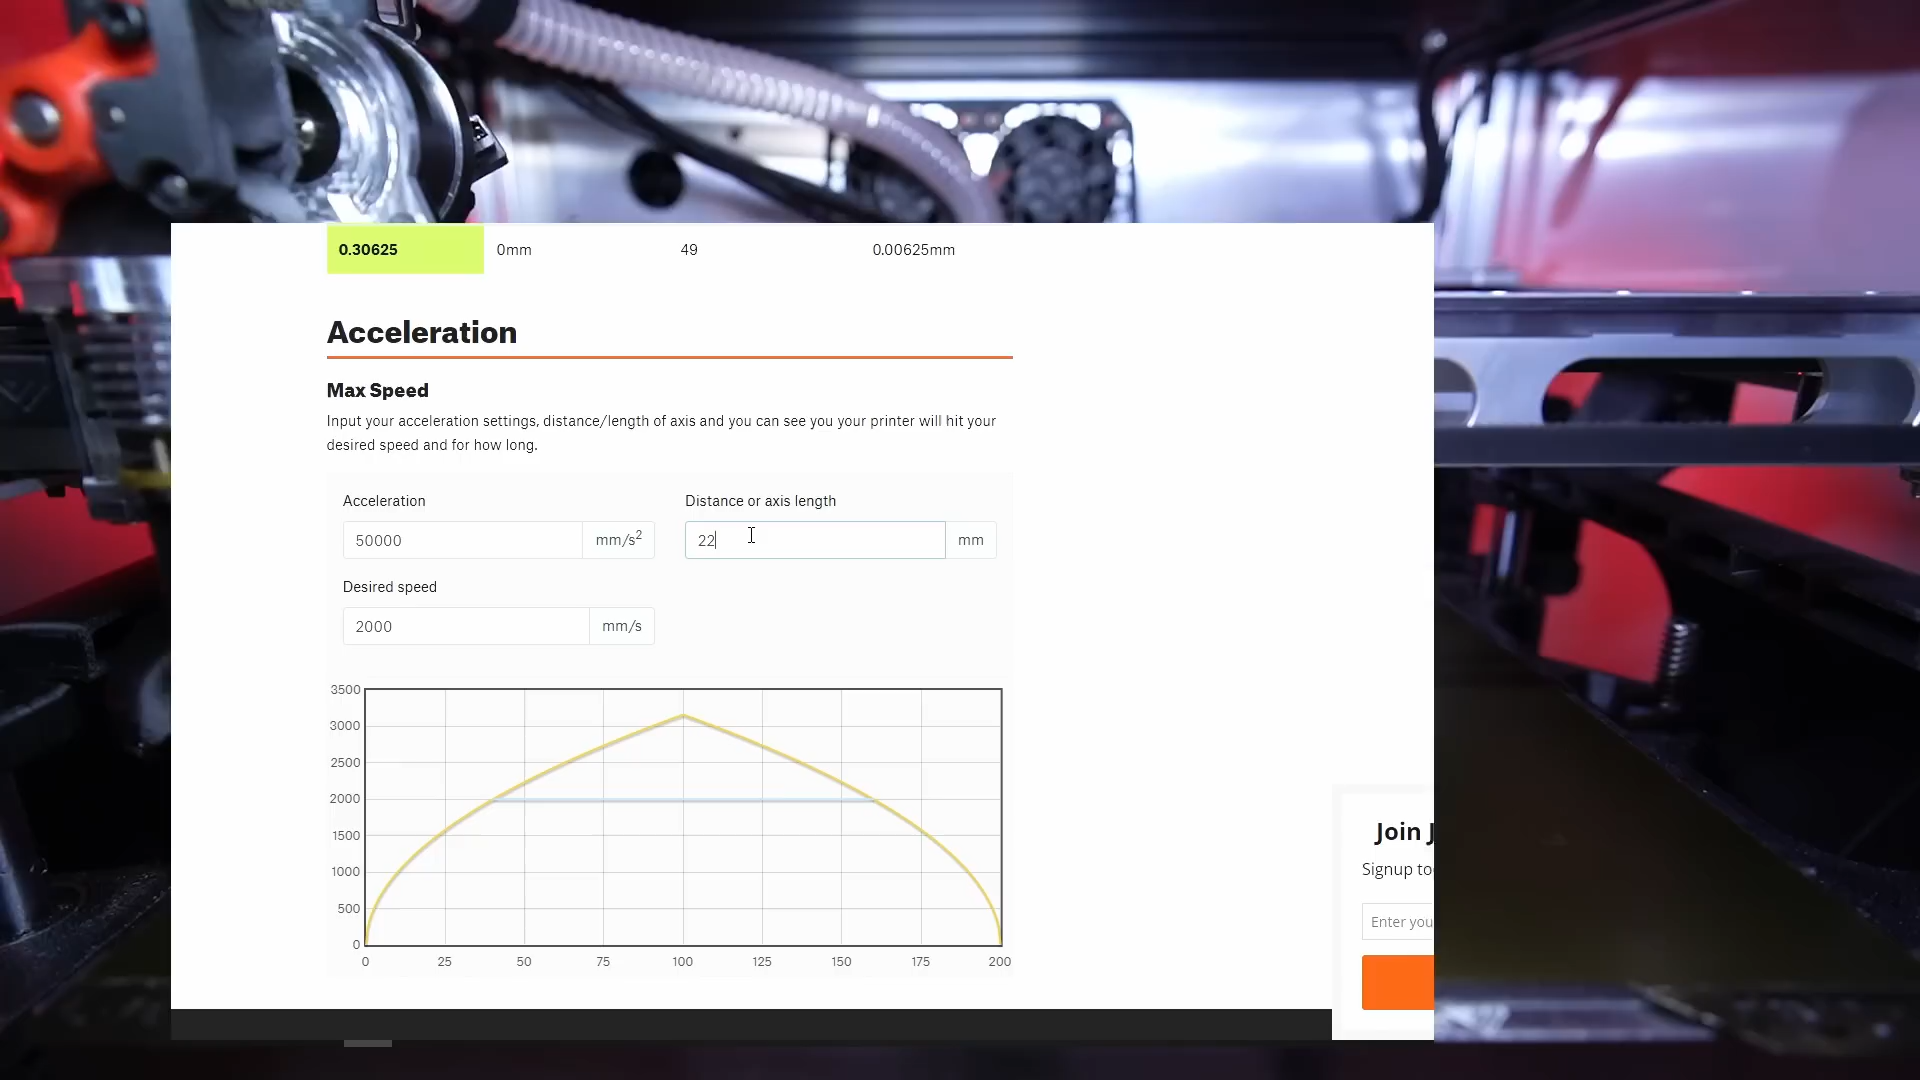 0.30625 0mm 49 0.00625mm
Acceleration
Max Speed
Input your acceleration settings, distance/length of axis and you can see you your printer will hit your
desired speed and for how long.
Acceleration Distance or axis length
50000 mm/s² 22 mm
Desired speed
2000 mm/s
3500
3000
2500
2000
1500
1000
500
0
0 25 50 75 100 125 150 175 200
Join J
Signup to
Enter you